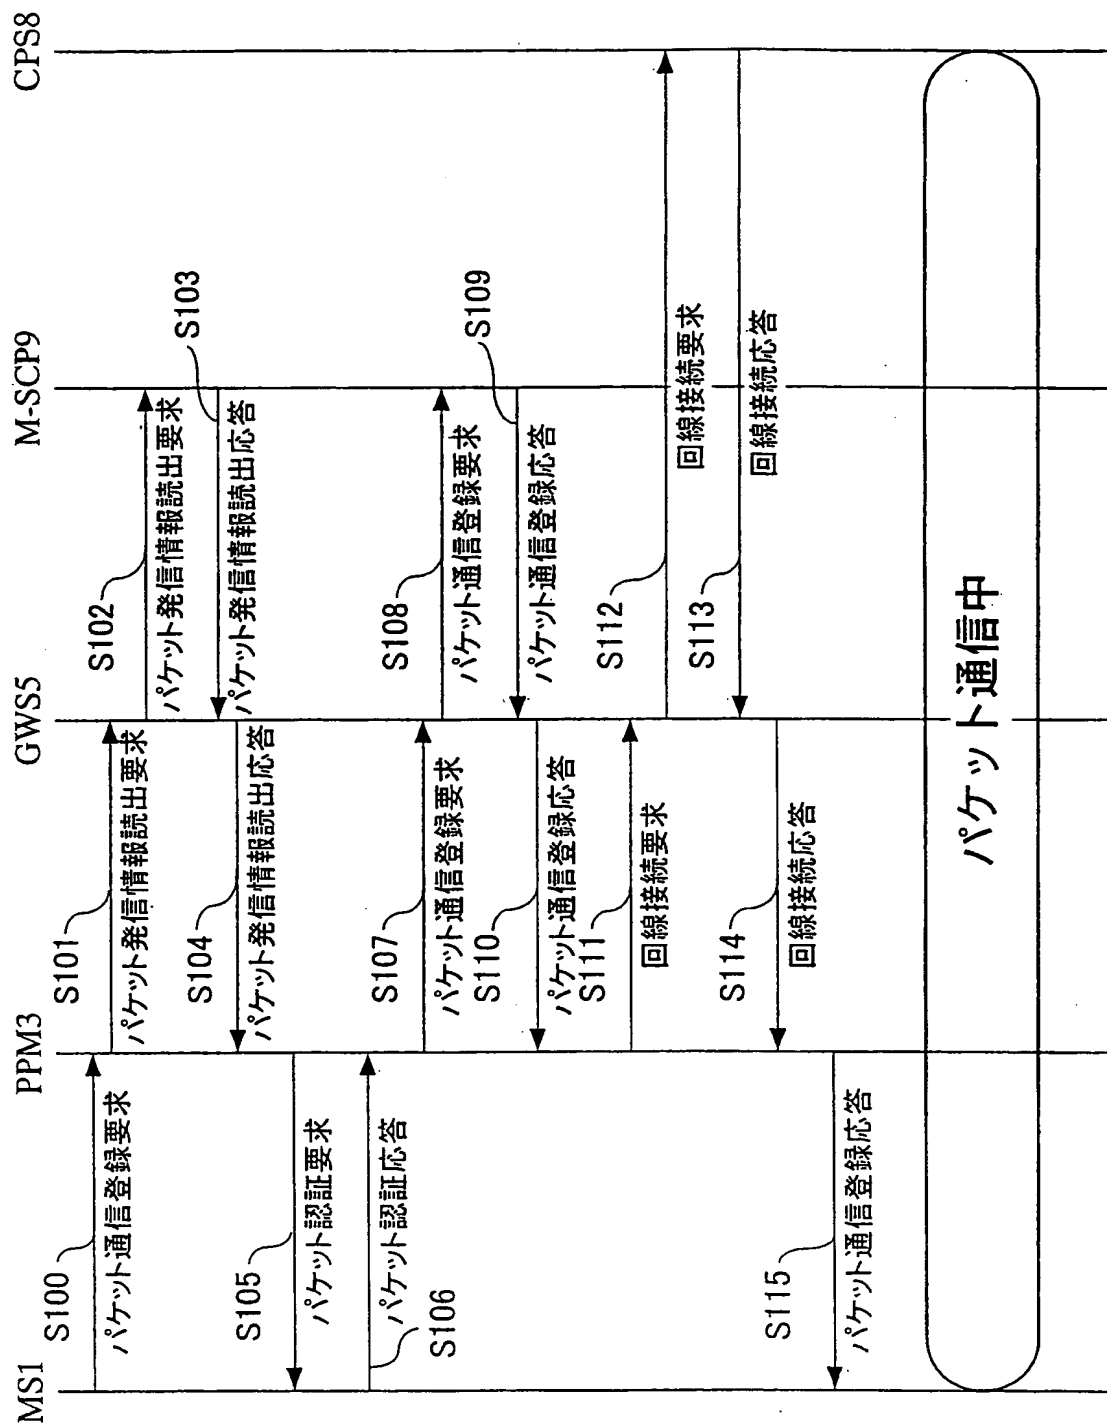 MS1
PPM3
GWS5
M-SCP9
CPS8
S100
パケット通信登録要求
S101
パケット発信情報読出要求
S102
パケット発信情報読出要求
S103
パケット発信情報読出応答
S104
パケット発信情報読出応答
S105
パケット認証要求
パケット認証応答
S106
S107
パケット通信登録要求
S108
パケット通信登録要求
S109
パケット通信登録応答
S110
パケット通信登録応答
S111
回線接続要求
S112
回線接続要求
S113
回線接続応答
S114
回線接続応答
S115
パケット通信登録応答
パケット通信中